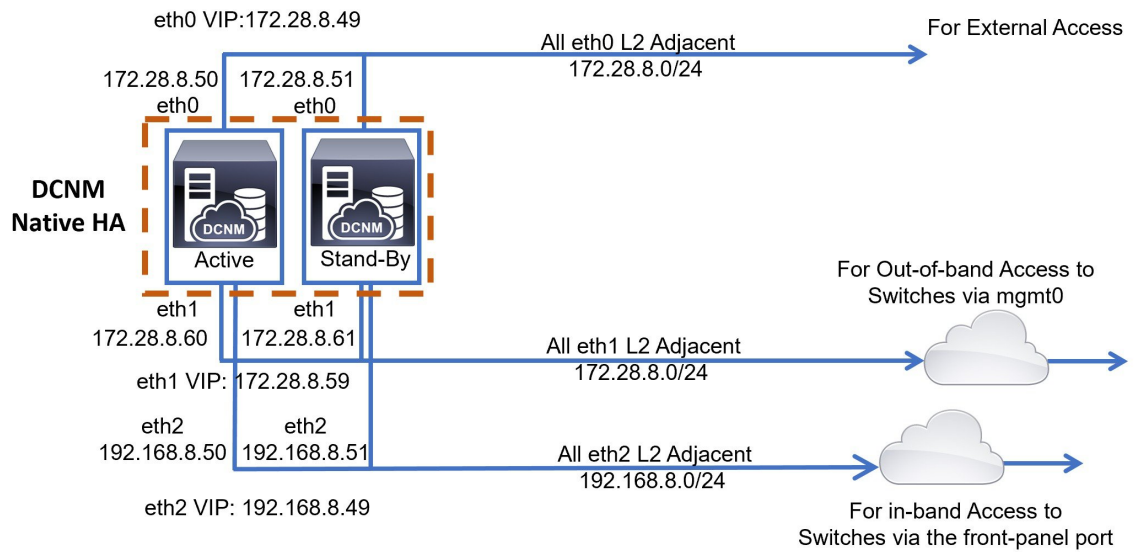 eth0 VIP:172.28.8.49
For External Access
All eth0 L2 Adjacent
172.28.8.0/24
172.28.8.50
eth0
172.28.8.51
eth0
DCNM
Native HA
DCNM
Active
DCNM
Stand-By
eth1
172.28.8.60
eth1
172.28.8.61
For Out-of-band Access to
Switches via mgmt0
All eth1 L2 Adjacent
172.28.8.0/24
eth1 VIP: 172.28.8.59
eth2
192.168.8.50
eth2
192.168.8.51
All eth2 L2 Adjacent
192.168.8.0/24
eth2 VIP: 192.168.8.49
For in-band Access to
Switches via the front-panel port